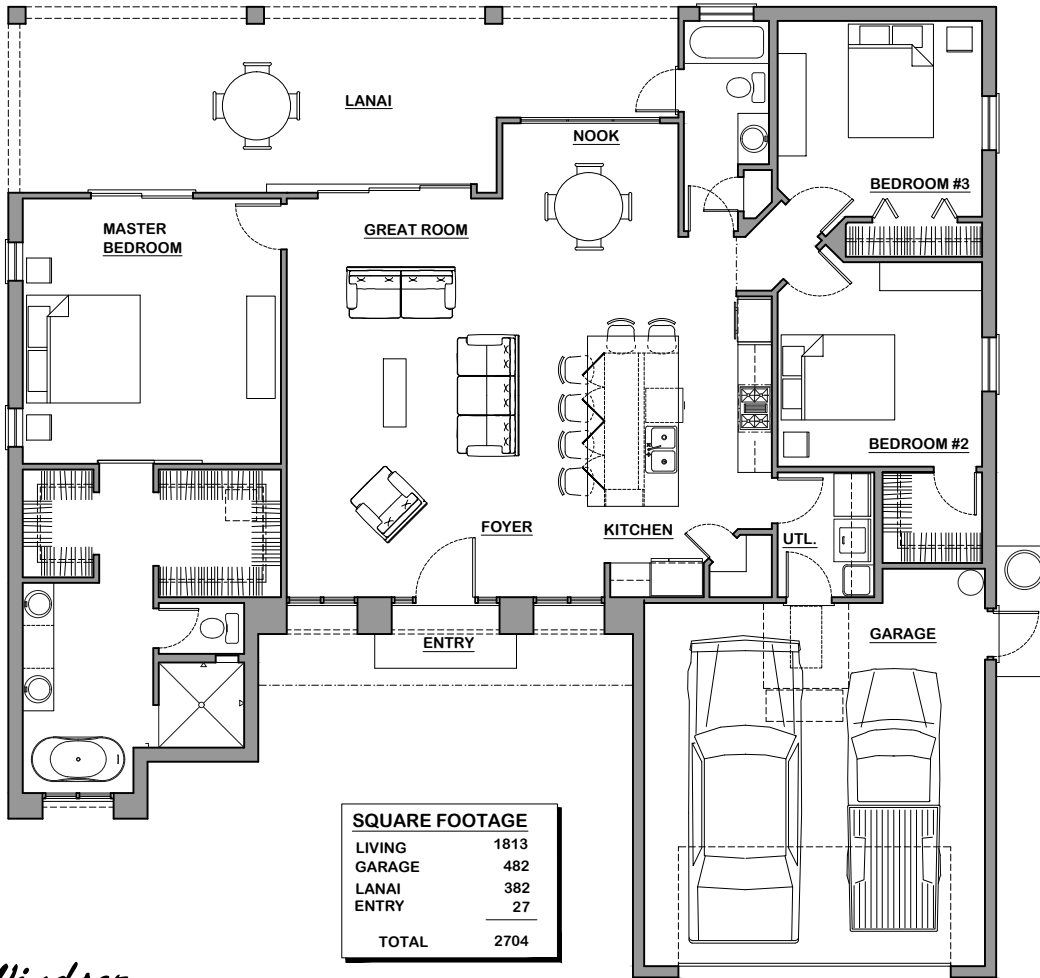 LANAI
NOOK
BEDROOM #3
MASTER
BEDROOM
GREAT ROOM
BEDROOM #2
FOYER
KITCHEN
UTL.
GARAGE
ENTRY
SQUARE FOOTAGE
LIVING 1813
GARAGE 482
LANAI 382
ENTRY 27
TOTAL 2704